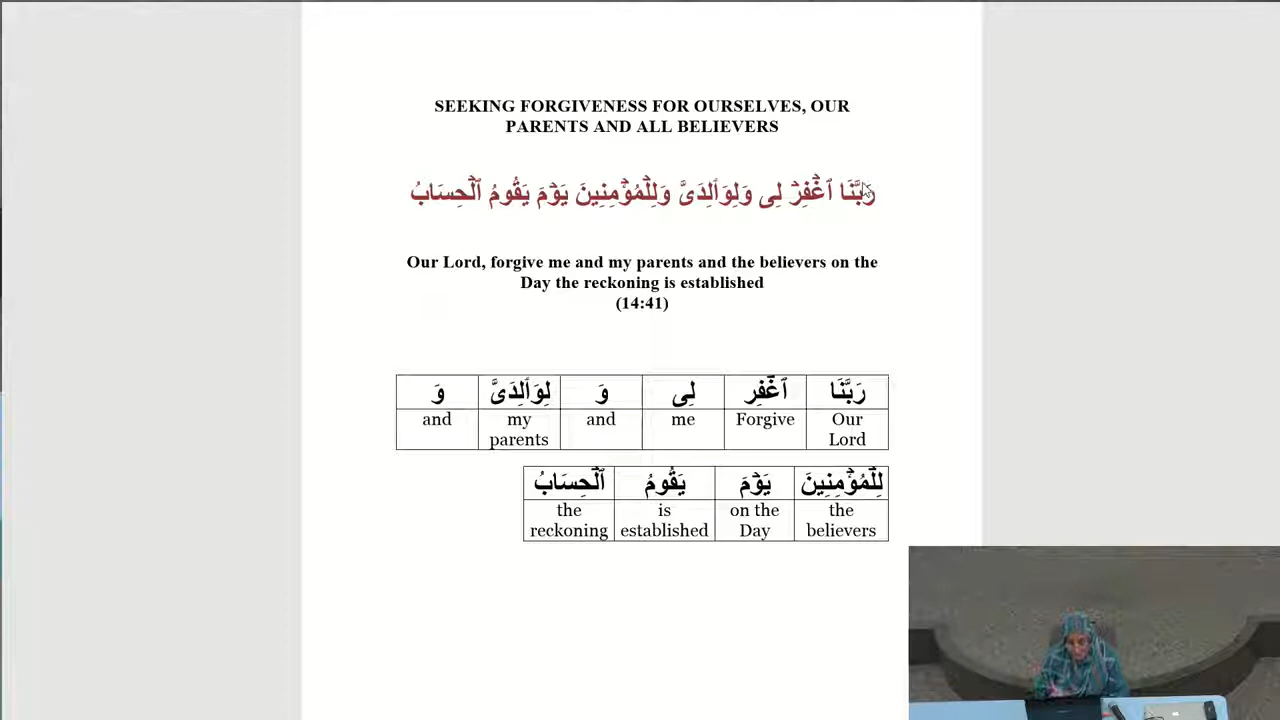 SEEKING FORGIVENESS FOR OURSELVES, OUR
PARENTS AND ALL BELIEVERS
رَبَّنَا ٱغْفِرْ لِى وَلِوَٲلِدَىَّ وَلِلْمُؤْمِنِينَ يَوْمَ يَقُومُ ٱلْحِسَابُ
Our Lord, forgive me and my parents and the believers on the
Day the reckoning is established
(14:41)
رَبَّنَا ٱغْفِر لِى وَ لِوَٲلِدَىَّ وَ
Our Lord Forgive me and my parents and
لِلْمُؤْمِنِينَ يَوْمَ يَقُومُ ٱلْحِسَابُ
the believers on the Day is established the reckoning